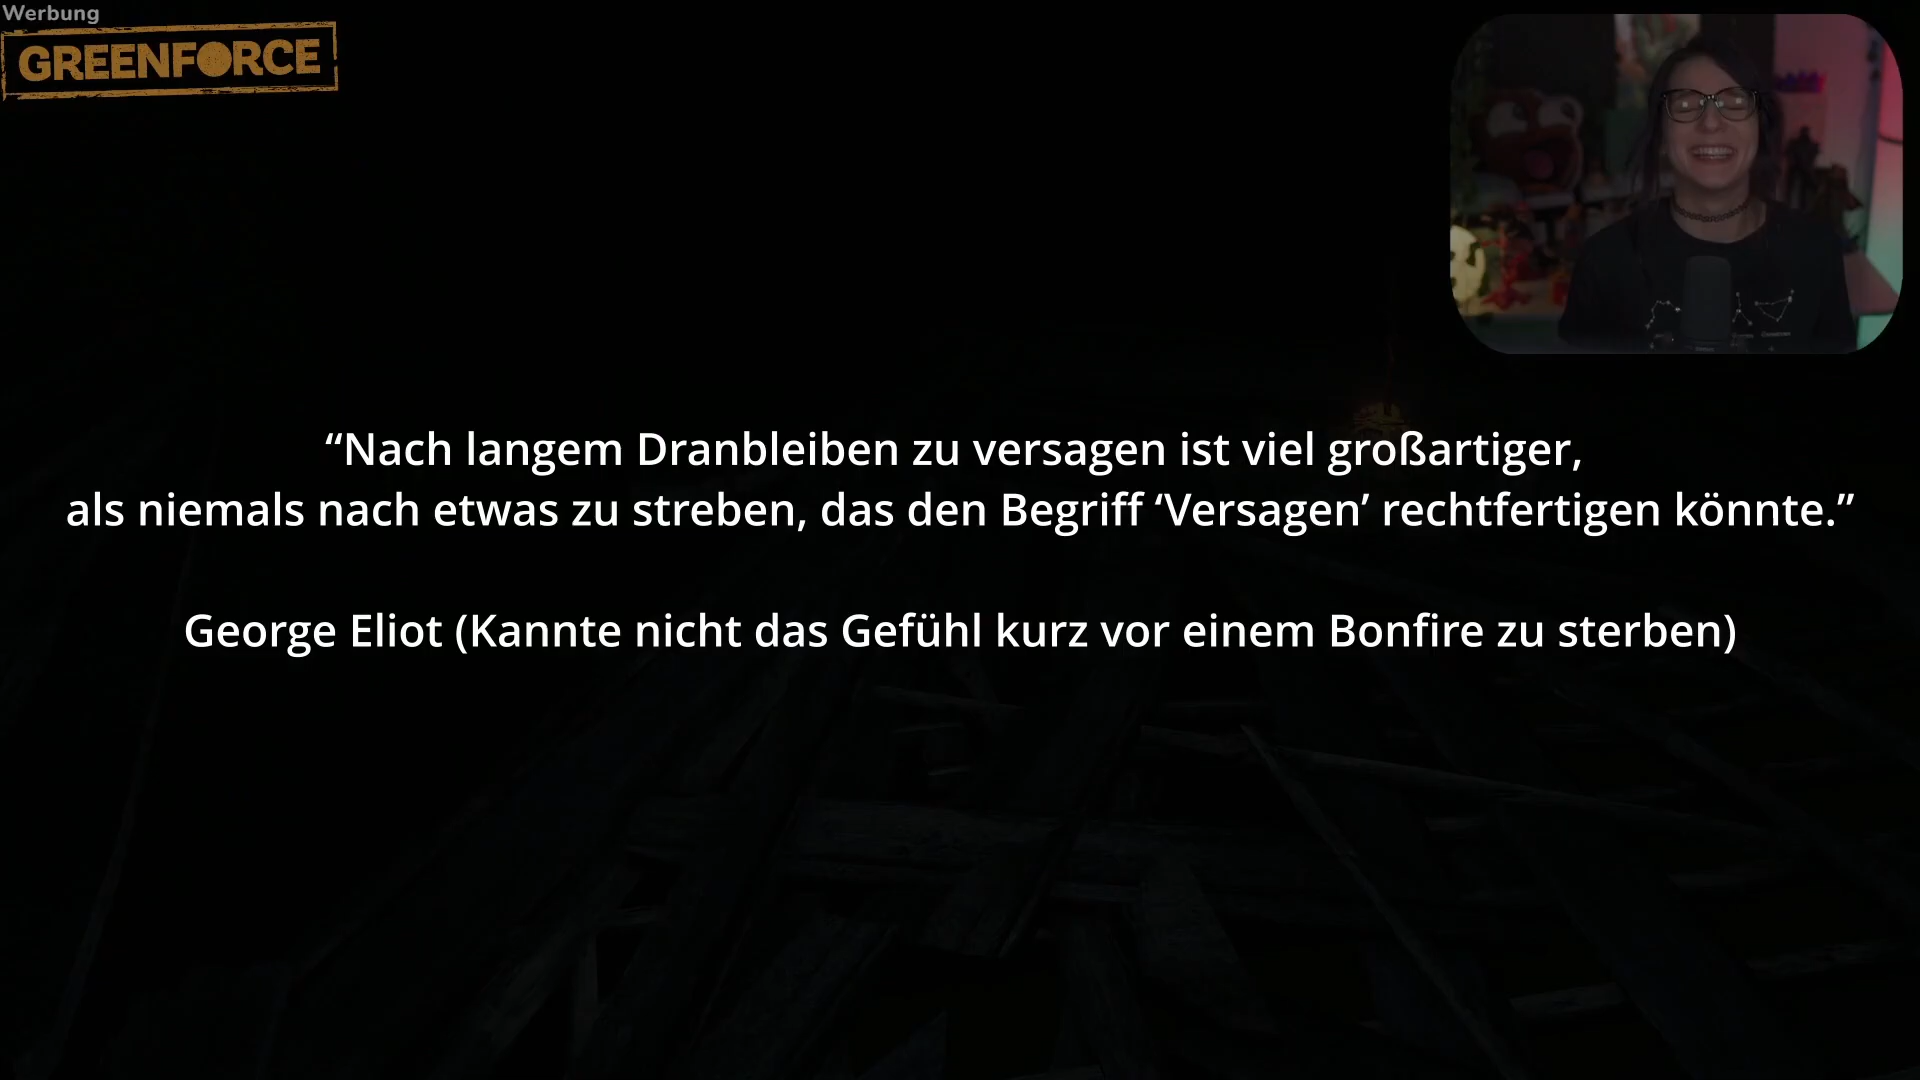 Werbung
GREENFORCE
“Nach langem Dranbleiben zu versagen ist viel großartiger,
als niemals nach etwas zu streben, das den Begriff ‘Versagen’ rechtfertigen könnte.”
George Eliot (Kannte nicht das Gefühl kurz vor einem Bonfire zu sterben)